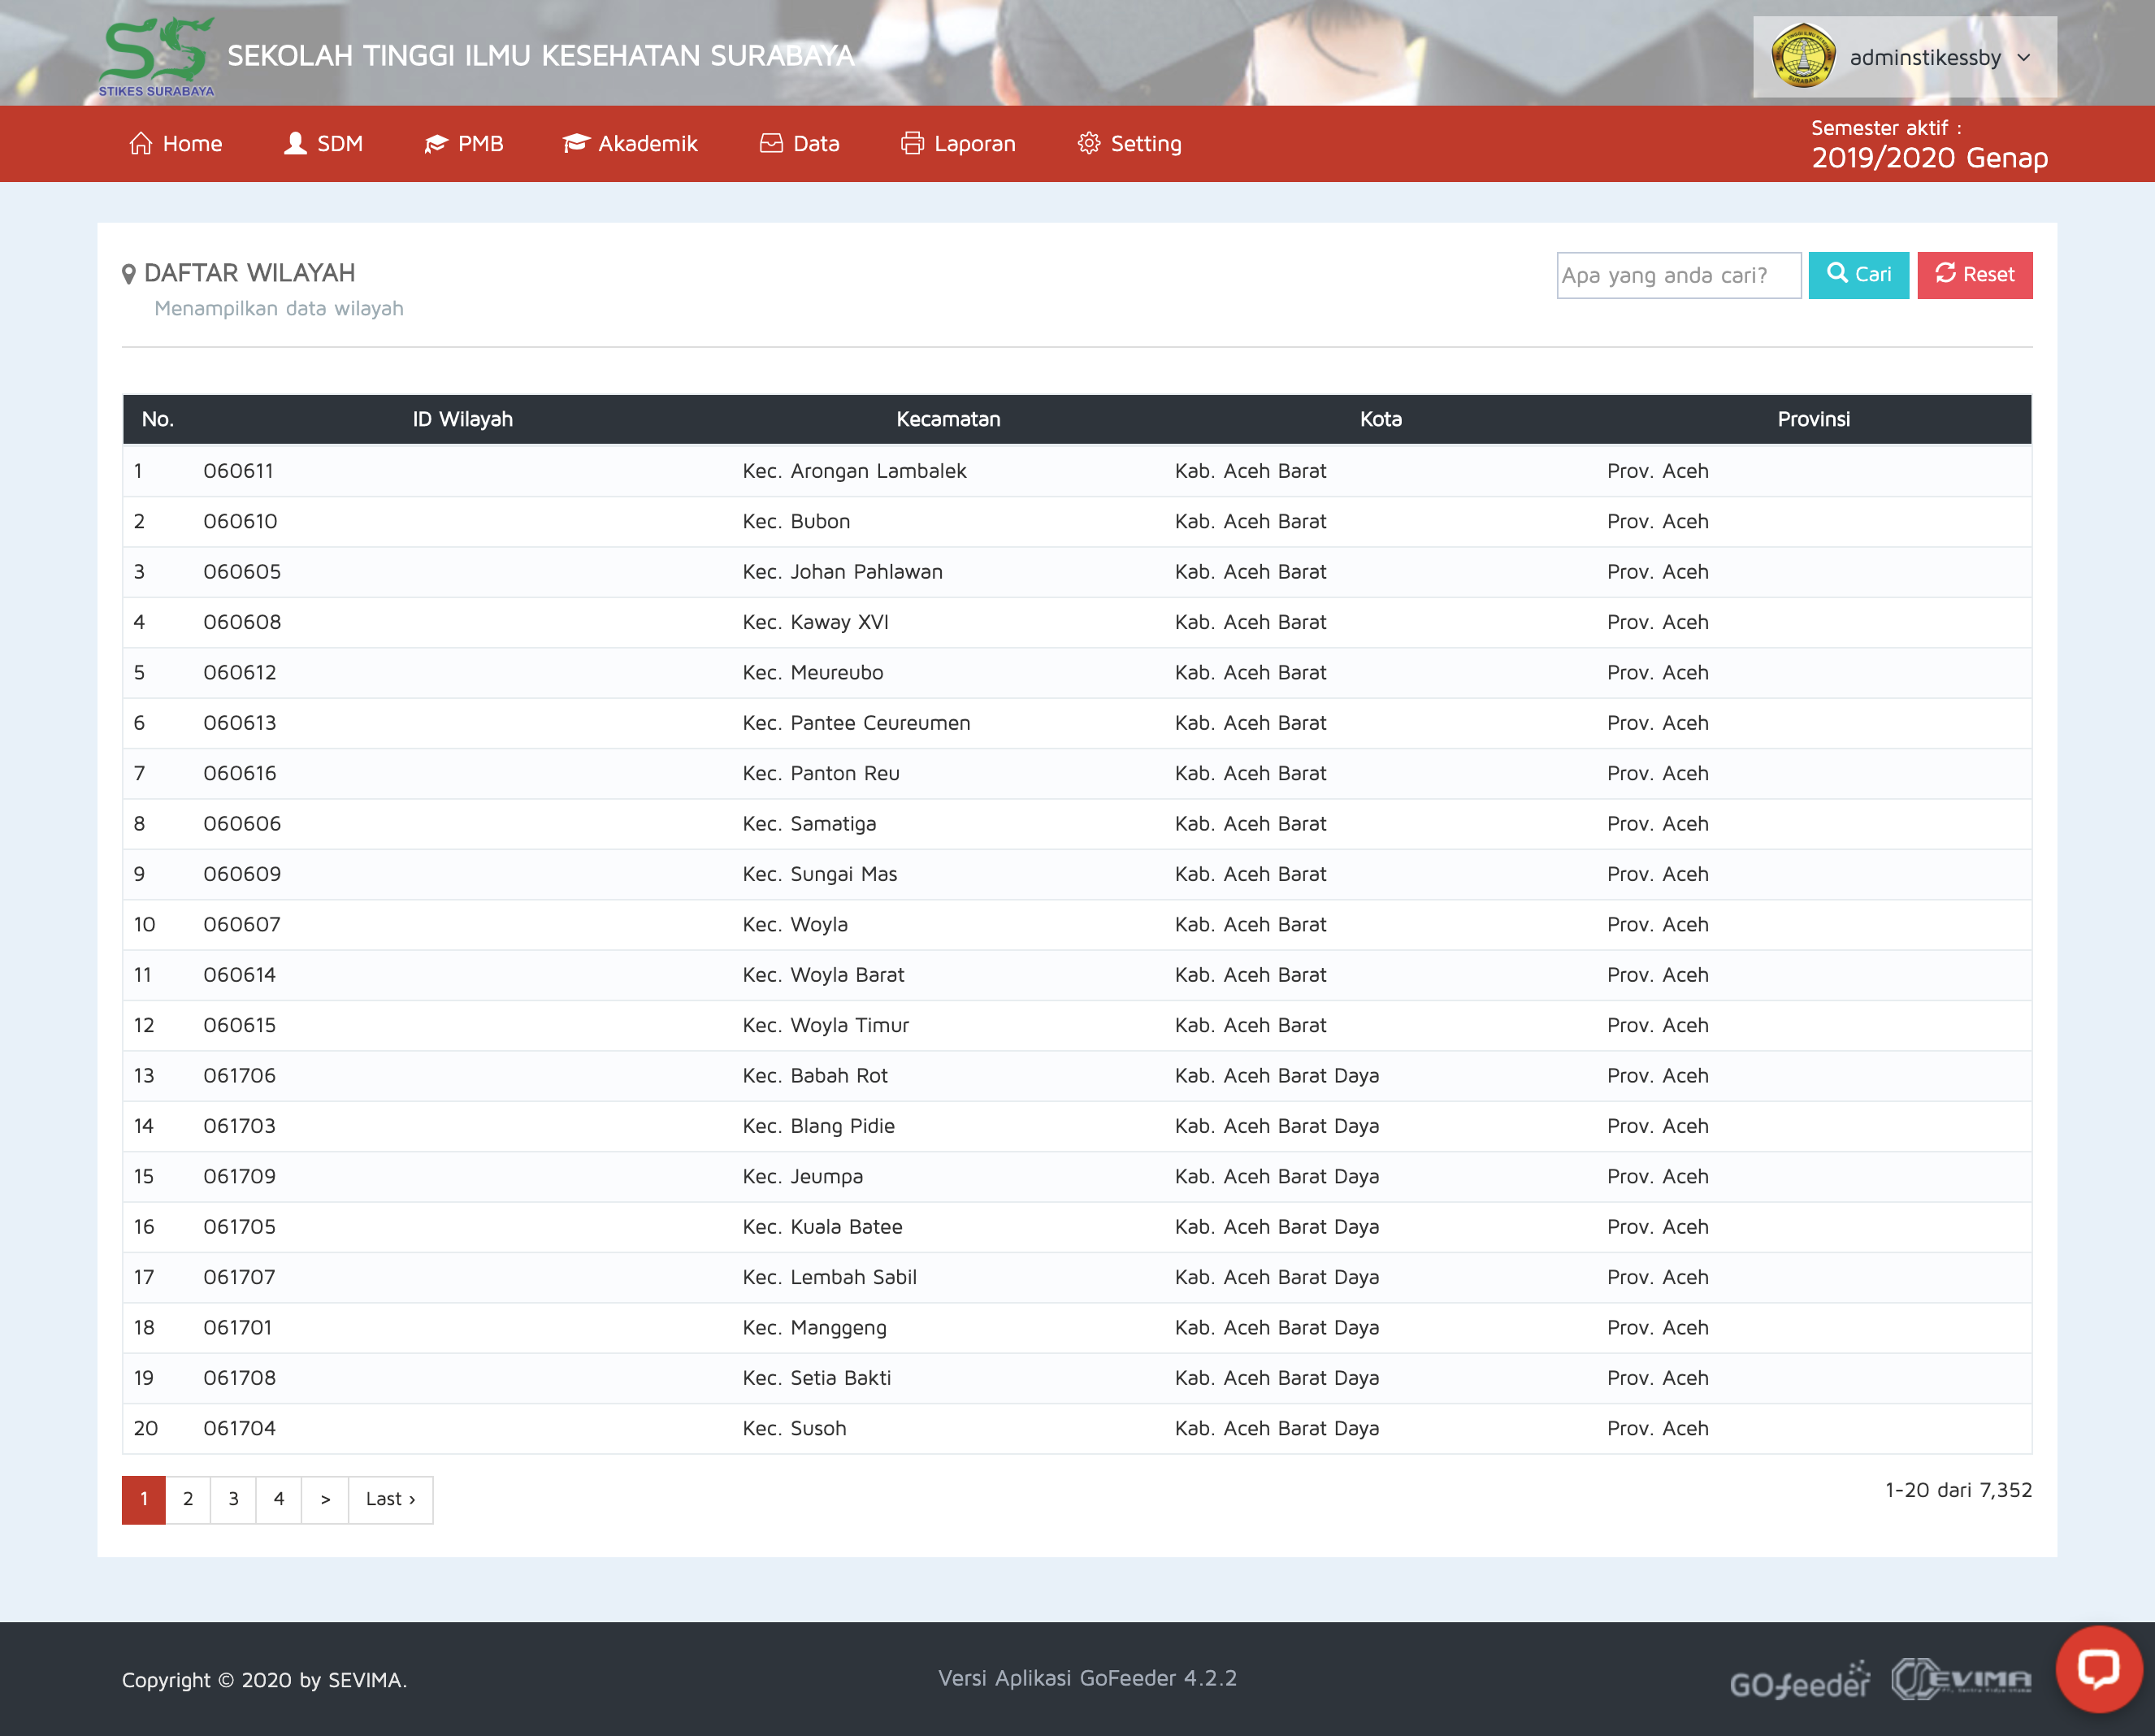 STIKES SURABAYA
SEKOLAH TINGGI ILMU KESEHATAN SURABAYA
adminstikessby
Home SDM PMB Akademik Data Laporan Setting
Semester aktif :
2019/2020 Genap
DAFTAR WILAYAH
Menampilkan data wilayah
Apa yang anda cari? Cari Reset
No. ID Wilayah Kecamatan Kota Provinsi
1 060611 Kec. Arongan Lambalek Kab. Aceh Barat Prov. Aceh
2 060610 Kec. Bubon Kab. Aceh Barat Prov. Aceh
3 060605 Kec. Johan Pahlawan Kab. Aceh Barat Prov. Aceh
4 060608 Kec. Kaway XVI Kab. Aceh Barat Prov. Aceh
5 060612 Kec. Meureubo Kab. Aceh Barat Prov. Aceh
6 060613 Kec. Pantee Ceureumen Kab. Aceh Barat Prov. Aceh
7 060616 Kec. Panton Reu Kab. Aceh Barat Prov. Aceh
8 060606 Kec. Samatiga Kab. Aceh Barat Prov. Aceh
9 060609 Kec. Sungai Mas Kab. Aceh Barat Prov. Aceh
10 060607 Kec. Woyla Kab. Aceh Barat Prov. Aceh
11 060614 Kec. Woyla Barat Kab. Aceh Barat Prov. Aceh
12 060615 Kec. Woyla Timur Kab. Aceh Barat Prov. Aceh
13 061706 Kec. Babah Rot Kab. Aceh Barat Daya Prov. Aceh
14 061703 Kec. Blang Pidie Kab. Aceh Barat Daya Prov. Aceh
15 061709 Kec. Jeumpa Kab. Aceh Barat Daya Prov. Aceh
16 061705 Kec. Kuala Batee Kab. Aceh Barat Daya Prov. Aceh
17 061707 Kec. Lembah Sabil Kab. Aceh Barat Daya Prov. Aceh
18 061701 Kec. Manggeng Kab. Aceh Barat Daya Prov. Aceh
19 061708 Kec. Setia Bakti Kab. Aceh Barat Daya Prov. Aceh
20 061704 Kec. Susoh Kab. Aceh Barat Daya Prov. Aceh
1 2 3 4 > Last ›
1-20 dari 7,352
Copyright © 2020 by SEVIMA.
Versi Aplikasi GoFeeder 4.2.2
GOfeeder
SEVIMA